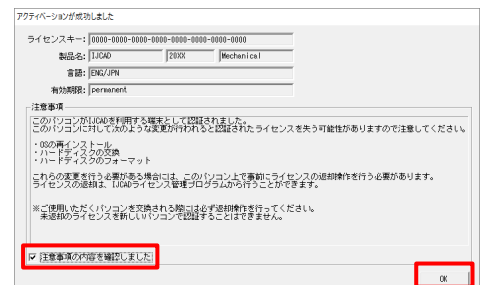 アクティベーションが成功しました
ライセンスキー: 0000-0000-0000-0000-0000-0000-0000
製品名: IJCAD 20XX Mechanical
言語: ENG/JPN
有効期限: permanent
注意事項
このパソコンがIJCADを利用する端末として認証されました。
このパソコンに対して次のような変更が行われると認証されたライセンスを失う可能性がありますので注意してください。
・OSの再インストール
・ハードディスクの交換
・ハードディスクのフォーマット
これらの変更を行う必要がある場合には、このパソコン上で事前にライセンスの返却操作を行う必要があります。
ライセンスの返却は、IJCADライセンス管理プログラムから行うことができます。
※ご使用いただくパソコンを交換される際には必ず返却操作を行ってください。
未返却のライセンスを新しいパソコンで認証することはできません。
注意事項の内容を確認しました
OK